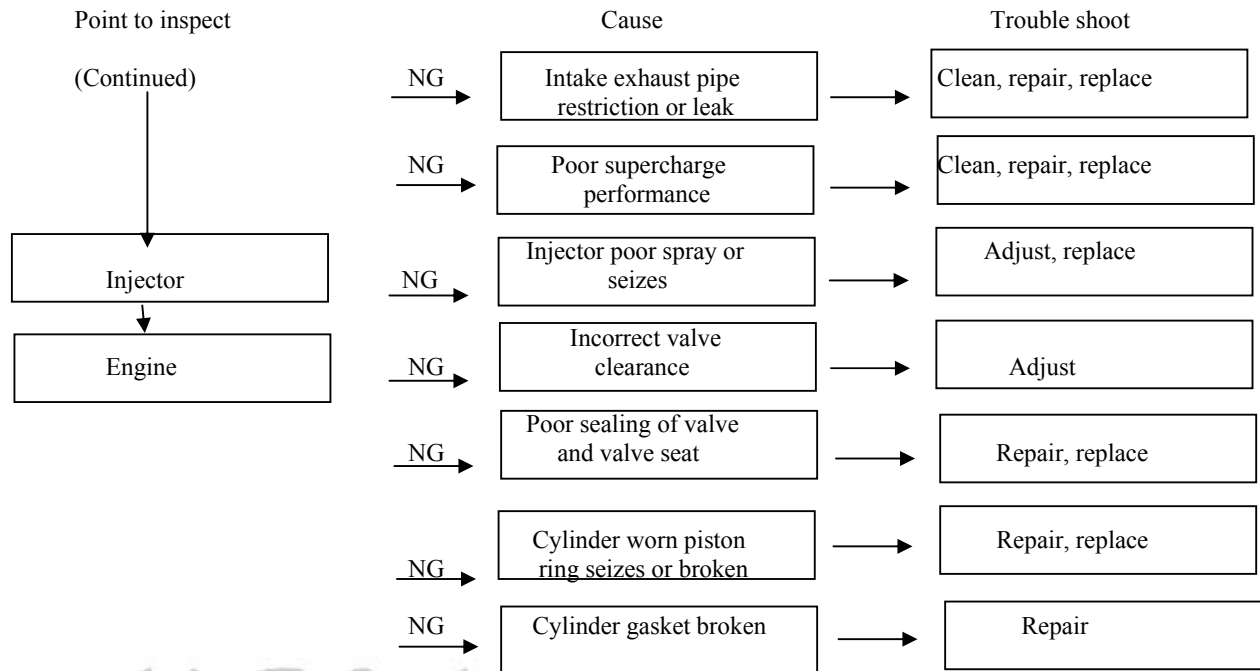 Point to inspect Cause Trouble shoot
(Continued)
NG Intake exhaust pipe restriction or leak Clean, repair, replace
NG Poor supercharge performance Clean, repair, replace
Injector NG Injector poor spray or seizes Adjust, replace
Engine NG Incorrect valve clearance Adjust
NG Poor sealing of valve and valve seat Repair, replace
NG Cylinder worn piston ring seizes or broken Repair, replace
NG Cylinder gasket broken Repair